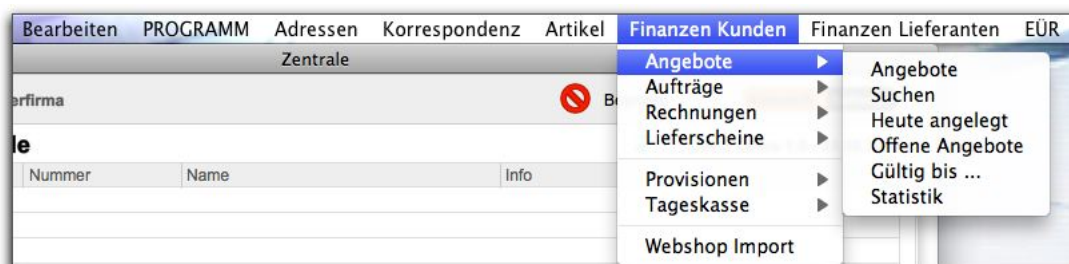 Bearbeiten PROGRAMM Adressen Korrespondenz Artikel Finanzen Kunden Finanzen Lieferanten EÜR
Zentrale
Nummer Name Info
Angebote
Aufträge
Rechnungen
Lieferscheine
Provisionen
Tageskasse
Webshop Import
Angebote
Suchen
Heute angelegt
Offene Angebote
Gültig bis ...
Statistik